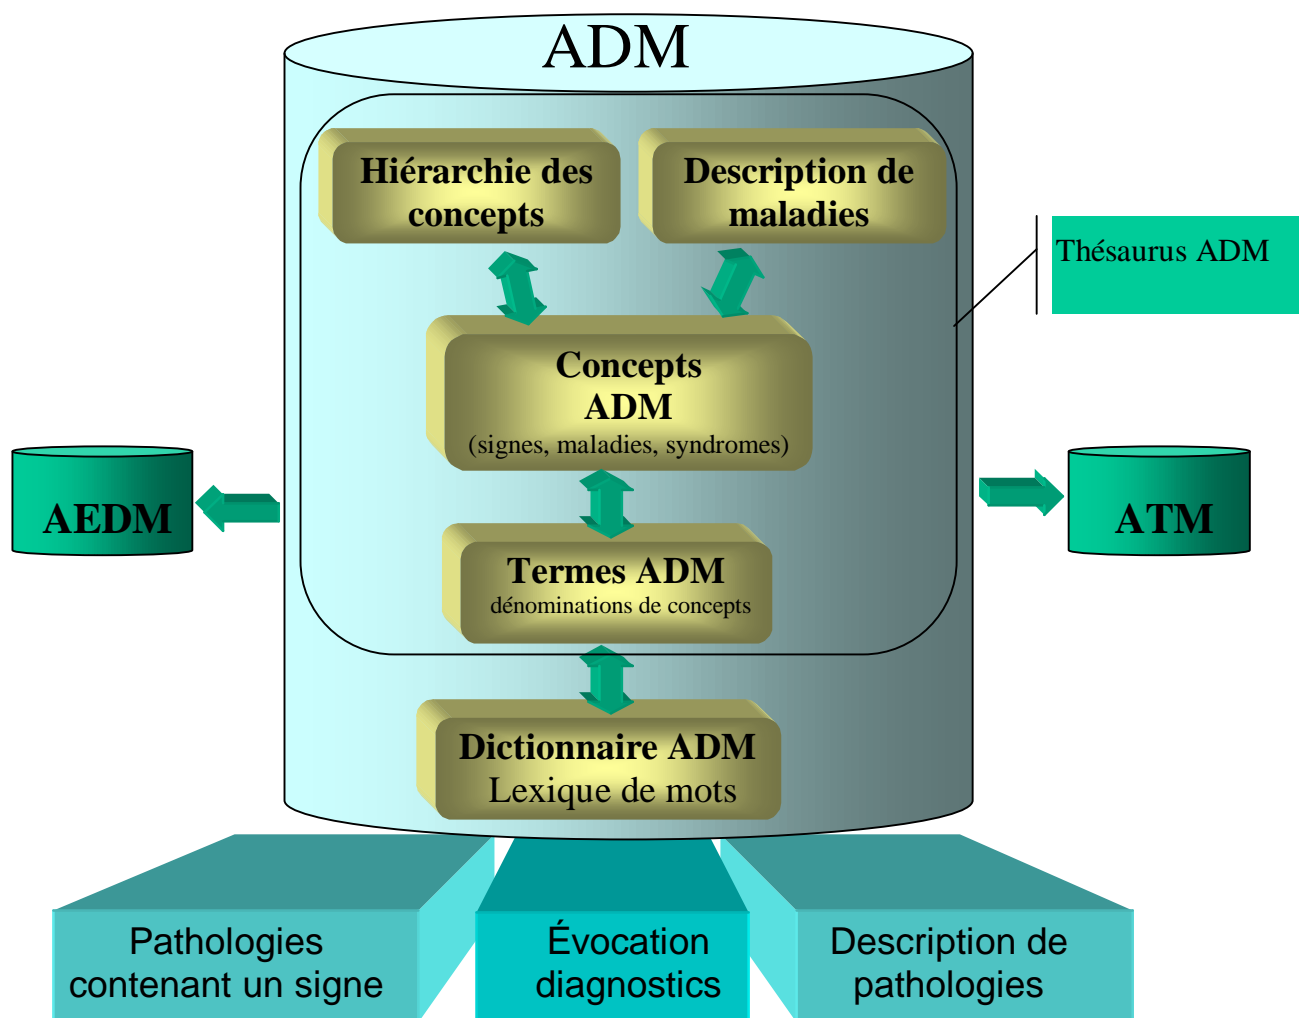 ADM
Hiérarchie des
concepts
Description de
maladies
Thésaurus ADM
Concepts
ADM
(signes, maladies, syndromes)
AEDM
ATM
Termes ADM
dénominations de concepts
Dictionnaire ADM
Lexique de mots
Pathologies
contenant un signe
Évocation
diagnostics
Description de
pathologies